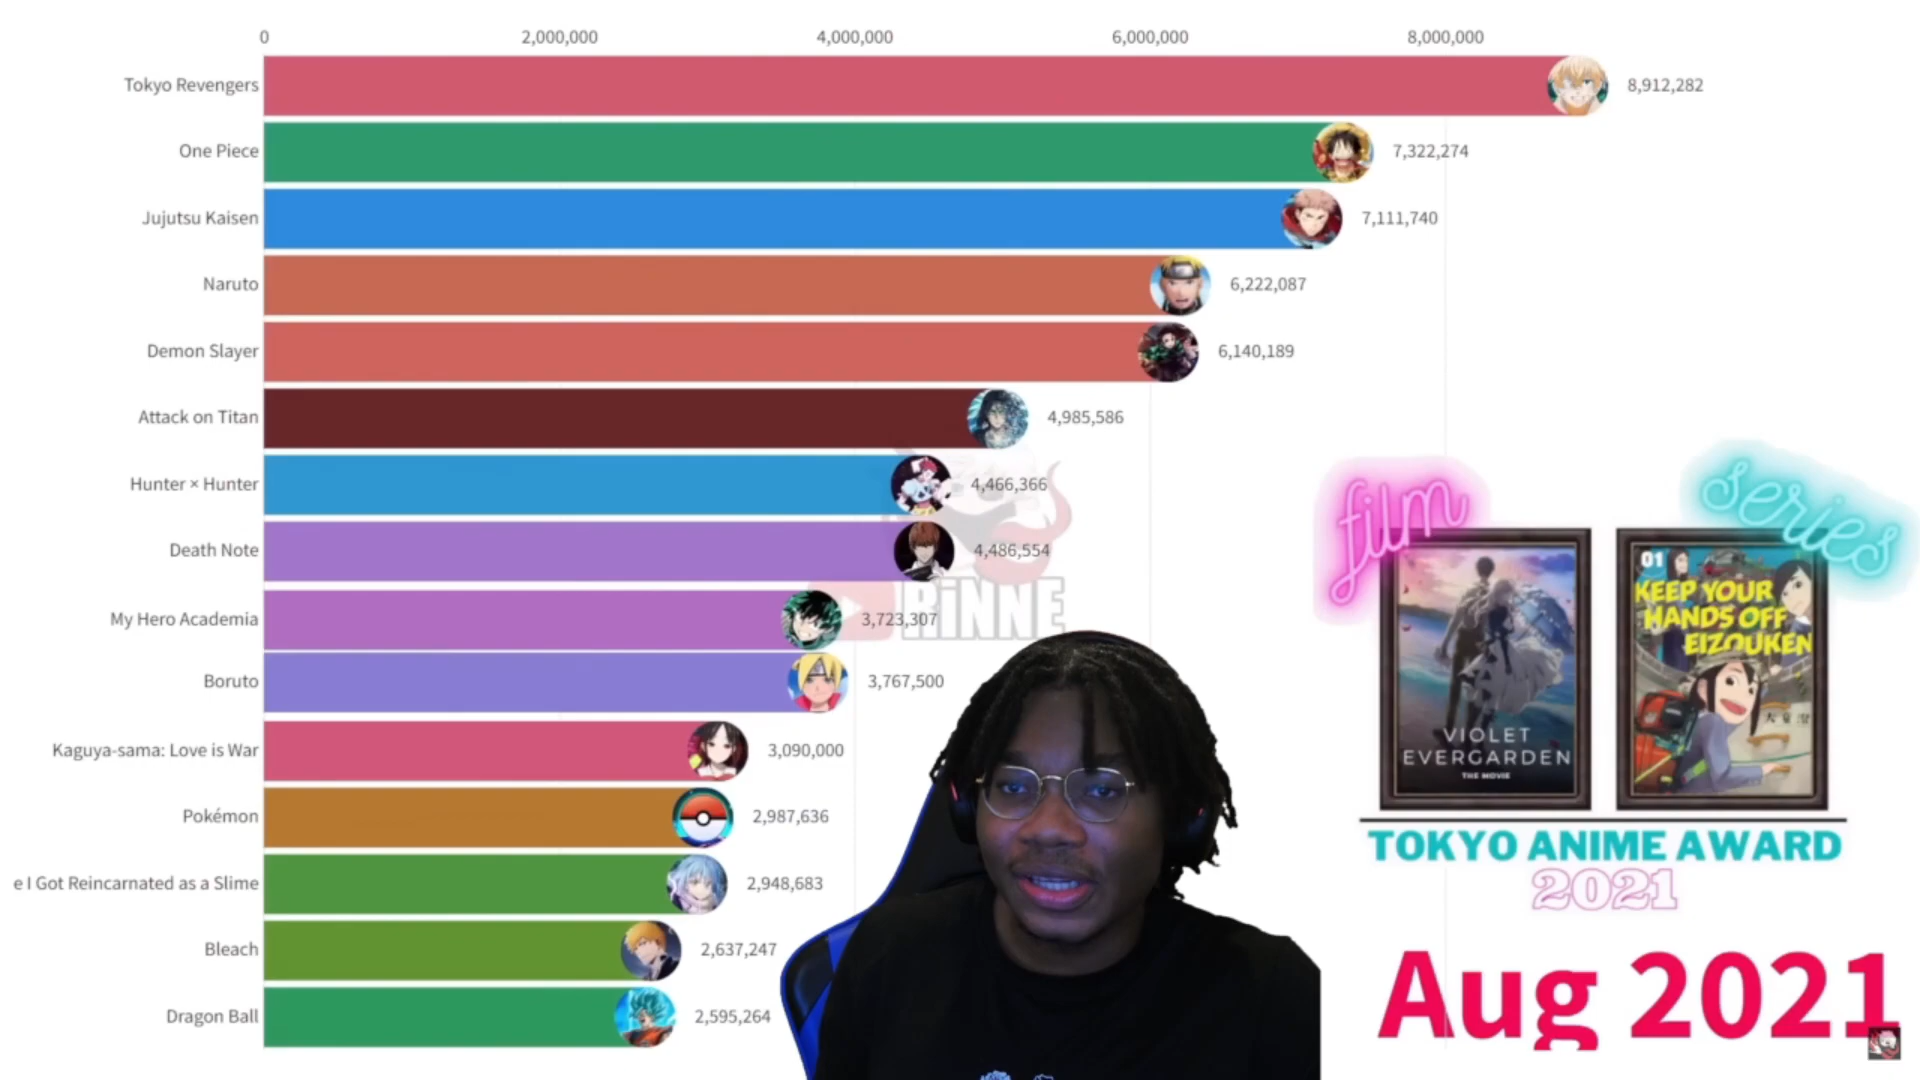 0 2,000,000 4,000,000 6,000,000 8,000,000
Tokyo Revengers 8,912,282
One Piece 7,322,274
Jujutsu Kaisen 7,111,740
Naruto 6,222,087
Demon Slayer 6,140,189
Attack on Titan 4,985,586
Hunter × Hunter 4,466,366
Death Note 4,486,554
My Hero Academia 3,723,307
Boruto 3,767,500
Kaguya-sama: Love is War 3,090,000
Pokémon 2,987,636
e I Got Reincarnated as a Slime 2,948,683
Bleach 2,637,247
Dragon Ball 2,595,264
RiNNE
film
series
VIOLET
EVERGARDEN
THE MOVIE
01
KEEP YOUR
HANDS OFF
EIZOUKEN
大童澄
TOKYO ANIME AWARD
2021
Aug 2021